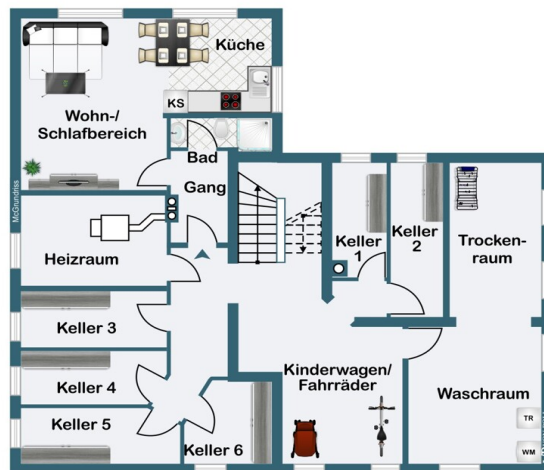 Küche
KS
Wohn-/
Schlafbereich
Bad
Gang
McGrundriss
Heizraum
Keller
1
Keller
2
Trocken-
raum
Keller 3
Keller 4
Keller 5
Keller 6
Kinderwagen/
Fahrräder
Waschraum
TR
WM